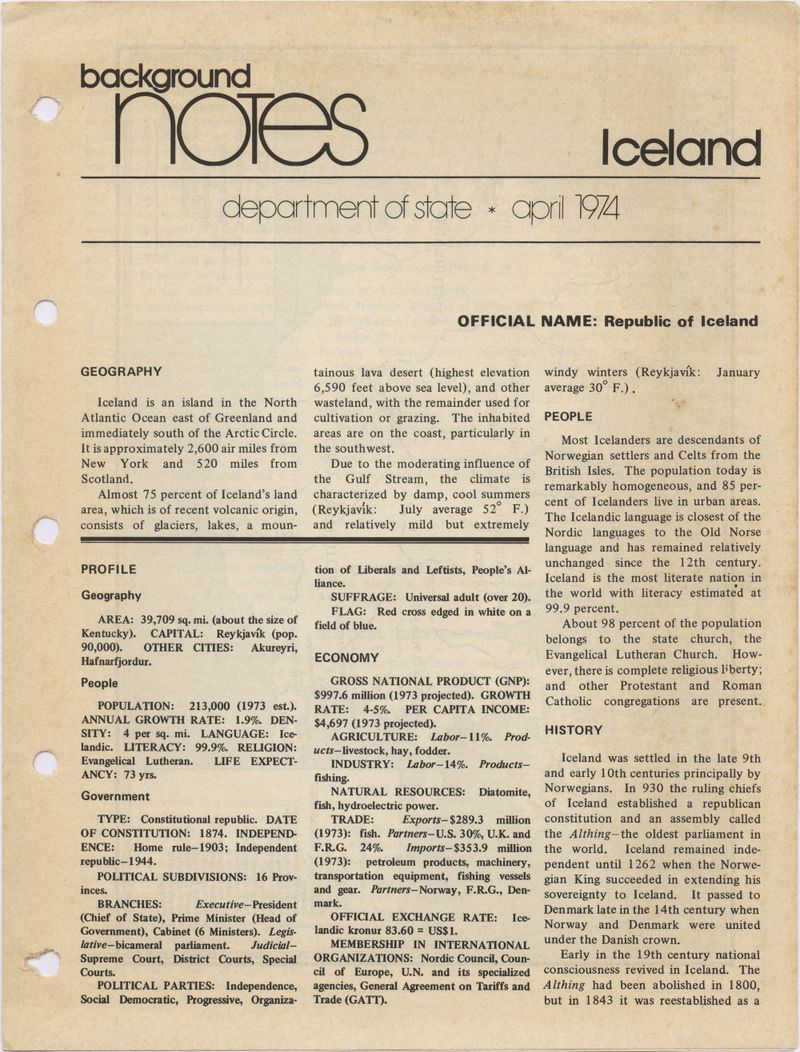 background
notes
Iceland
department of state * april 1974
OFFICIAL NAME: Republic of Iceland
GEOGRAPHY
Iceland is an island in the North
Atlantic Ocean east of Greenland and
immediately south of the Arctic Circle.
It is approximately 2,600 air miles from
New York and 520 miles from
Scotland.
Almost 75 percent of Iceland's land
area, which is of recent volcanic origin,
consists of glaciers, lakes, a moun-
tainous lava desert (highest elevation
6,590 feet above sea level), and other
wasteland, with the remainder used for
cultivation or grazing. The inhabited
areas are on the coast, particularly in
the southwest.
Due to the moderating influence of
the Gulf Stream, the climate is
characterized by damp, cool summers
(Reykjavík: July average 52° F.)
and relatively mild but extremely
windy winters (Reykjavík: January
average 30° F.).
PEOPLE
Most Icelanders are descendants of
Norwegian settlers and Celts from the
British Isles. The population today is
remarkably homogeneous, and 85 per-
cent of Icelanders live in urban areas.
The Icelandic language is closest of the
Nordic languages to the Old Norse
language and has remained relatively
unchanged since the 12th century.
Iceland is the most literate nation in
the world with literacy estimated at
99.9 percent.
About 98 percent of the population
belongs to the state church, the
Evangelical Lutheran Church. How-
ever, there is complete religious liberty;
and other Protestant and Roman
Catholic congregations are present.
HISTORY
Iceland was settled in the late 9th
and early 10th centuries principally by
Norwegians. In 930 the ruling chiefs
of Iceland established a republican
constitution and an assembly called
the Althing—the oldest parliament in
the world. Iceland remained inde-
pendent until 1262 when the Norwe-
gian King succeeded in extending his
sovereignty to Iceland. It passed to
Denmark late in the 14th century when
Norway and Denmark were united
under the Danish crown.
Early in the 19th century national
consciousness revived in Iceland. The
Althing had been abolished in 1800,
but in 1843 it was reestablished as a
PROFILE
Geography
AREA: 39,709 sq. mi. (about the size of
Kentucky). CAPITAL: Reykjavík (pop.
90,000). OTHER CITIES: Akureyri,
Hafnarfjordur.
People
POPULATION: 213,000 (1973 est.).
ANNUAL GROWTH RATE: 1.9%. DEN-
SITY: 4 per sq. mi. LANGUAGE: Ice-
landic. LITERACY: 99.9%. RELIGION:
Evangelical Lutheran. LIFE EXPECT-
ANCY: 73 yrs.
Government
TYPE: Constitutional republic. DATE
OF CONSTITUTION: 1874. INDEPEND-
ENCE: Home rule—1903; Independent
republic—1944.
POLITICAL SUBDIVISIONS: 16 Prov-
inces.
BRANCHES: Executive—President
(Chief of State), Prime Minister (Head of
Government), Cabinet (6 Ministers). Legis-
lative—bicameral parliament. Judicial—
Supreme Court, District Courts, Special
Courts.
POLITICAL PARTIES: Independence,
Social Democratic, Progressive, Organiza-
tion of Liberals and Leftists, People's Al-
liance.
SUFFRAGE: Universal adult (over 20).
FLAG: Red cross edged in white on a
field of blue.
ECONOMY
GROSS NATIONAL PRODUCT (GNP):
$997.6 million (1973 projected). GROWTH
RATE: 4-5%. PER CAPITA INCOME:
$4,697 (1973 projected).
AGRICULTURE: Labor—11%. Prod-
ucts—livestock, hay, fodder.
INDUSTRY: Labor—14%. Products—
fishing.
NATURAL RESOURCES: Diatomite,
fish, hydroelectric power.
TRADE: Exports—$289.3 million
(1973): fish. Partners—U.S. 30%, U.K. and
F.R.G. 24%. Imports—$353.9 million
(1973): petroleum products, machinery,
transportation equipment, fishing vessels
and gear. Partners—Norway, F.R.G., Den-
mark.
OFFICIAL EXCHANGE RATE: Ice-
landic kronur 83.60 = US$1.
MEMBERSHIP IN INTERNATIONAL
ORGANIZATIONS: Nordic Council, Coun-
cil of Europe, U.N. and its specialized
agencies, General Agreement on Tariffs and
Trade (GATT).